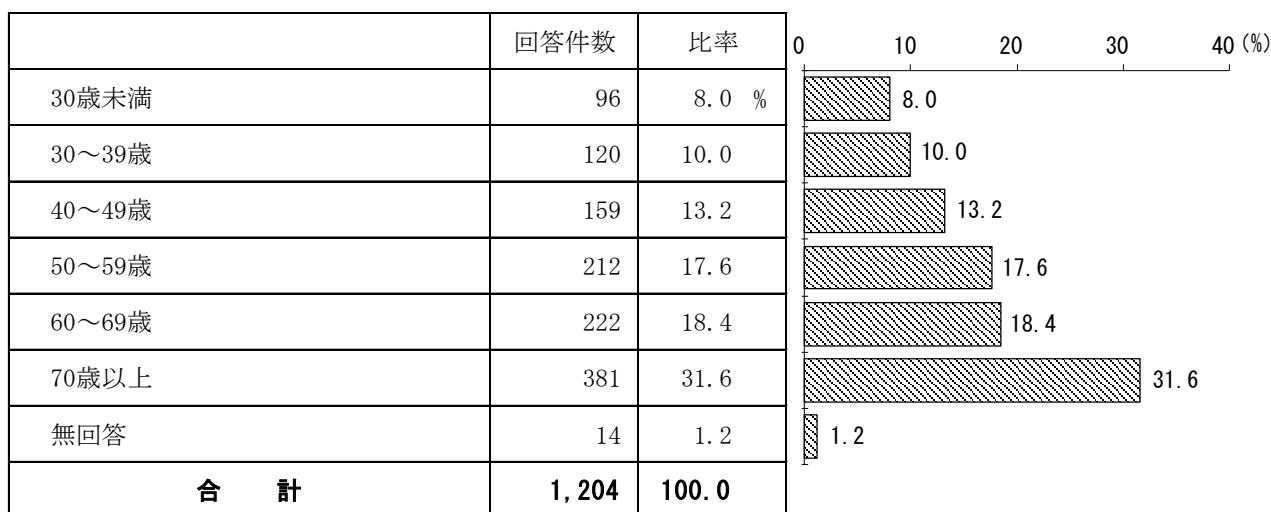 回答件数 比率 0 10 20 30 40 (%)
30歳未満 96 8.0 % 8.0
30～39歳 120 10.0 10.0
40～49歳 159 13.2 13.2
50～59歳 212 17.6 17.6
60～69歳 222 18.4 18.4
70歳以上 381 31.6 31.6
無回答 14 1.2 1.2
合 計 1,204 100.0